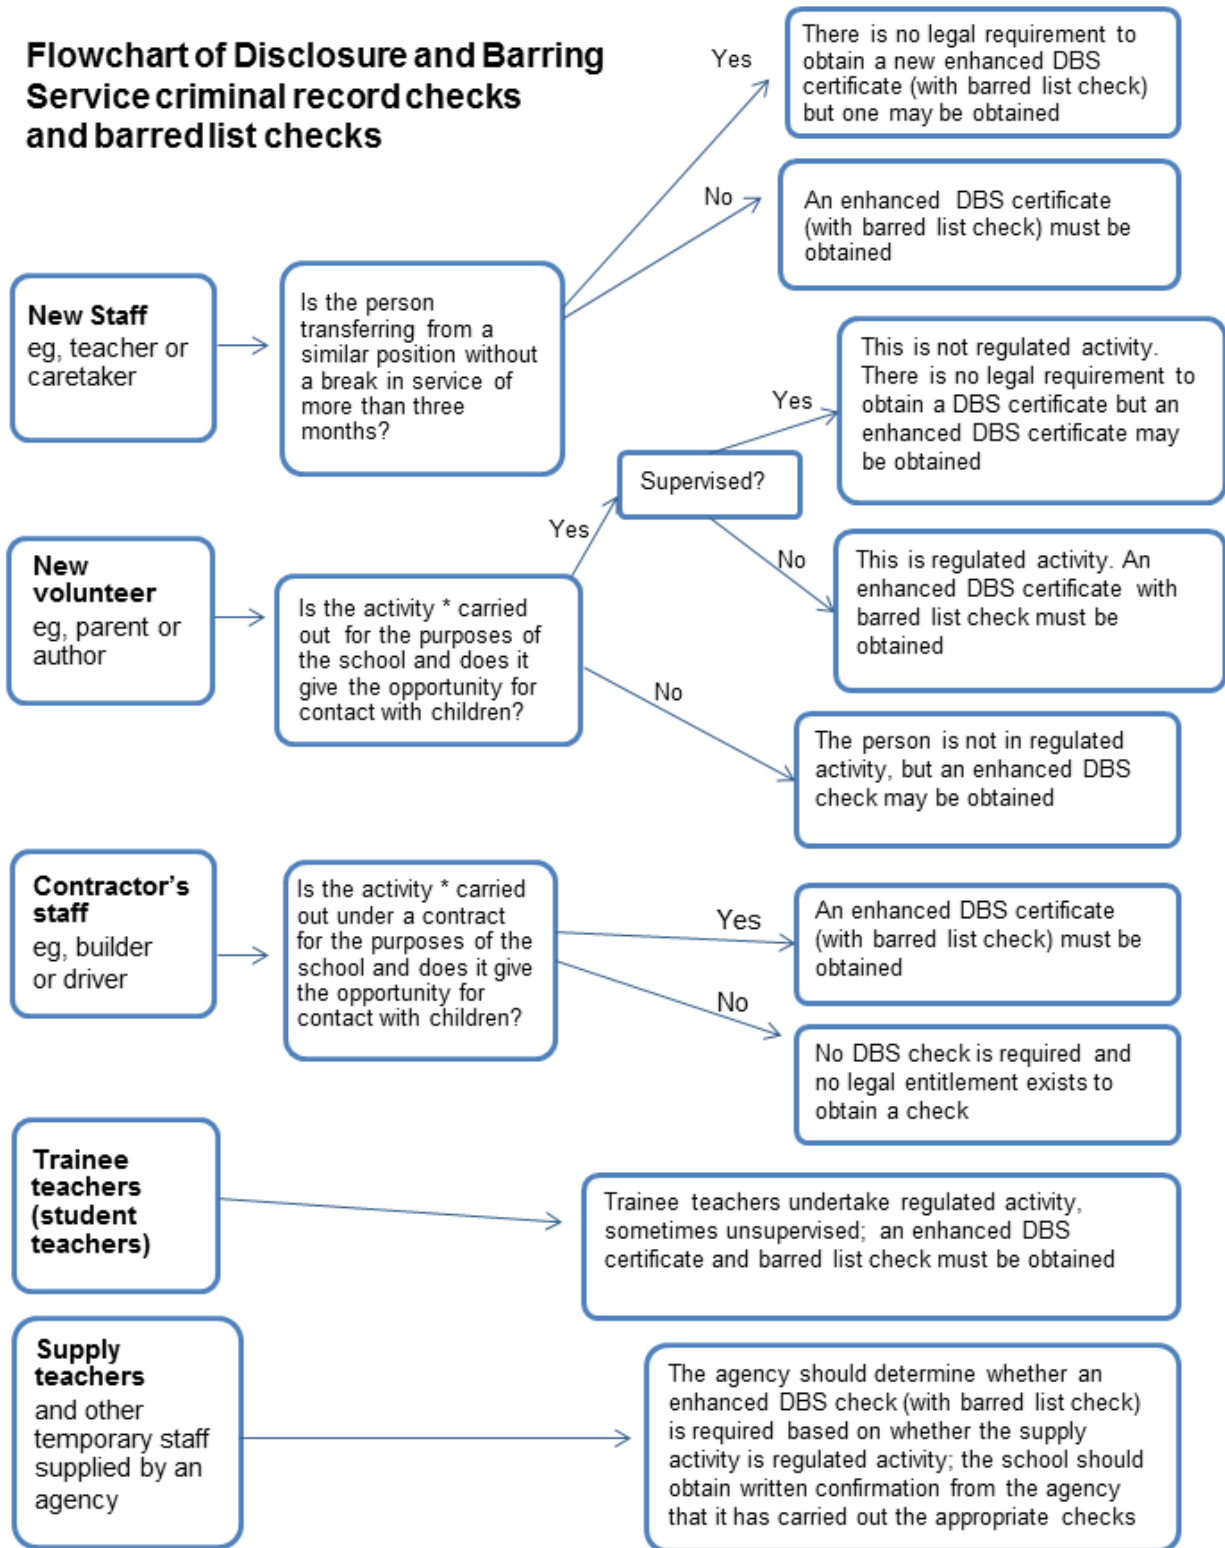 Flowchart of Disclosure and Barring
Service criminal record checks
and barred list checks
Yes
There is no legal requirement to
obtain a new enhanced DBS
certificate (with barred list check)
but one may be obtained
No
An enhanced DBS certificate
(with barred list check) must be
obtained
New Staff
eg, teacher or
caretaker
Is the person
transferring from a
similar position without
a break in service of
more than three
months?
This is not regulated activity.
There is no legal requirement to
obtain a DBS certificate but an
enhanced DBS certificate may
be obtained
Yes
Supervised?
Yes
No
This is regulated activity. An
enhanced DBS certificate with
barred list check must be
obtained
New
volunteer
eg, parent or
author
Is the activity * carried
out for the purposes of
the school and does it
give the opportunity for
contact with children?
No
The person is not in regulated
activity, but an enhanced DBS
check may be obtained
Contractor’s
staff
eg, builder
or driver
Is the activity * carried
out under a contract
for the purposes of the
school and does it give
the opportunity for
contact with children?
Yes
An enhanced DBS certificate
(with barred list check) must be
obtained
No
No DBS check is required and
no legal entitlement exists to
obtain a check
Trainee
teachers
(student
teachers)
Trainee teachers undertake regulated activity,
sometimes unsupervised; an enhanced DBS
certificate and barred list check must be obtained
Supply
teachers
and other
temporary staff
supplied by an
agency
The agency should determine whether an
enhanced DBS check (with barred list check)
is required based on whether the supply
activity is regulated activity; the school should
obtain written confirmation from the agency
that it has carried out the appropriate checks